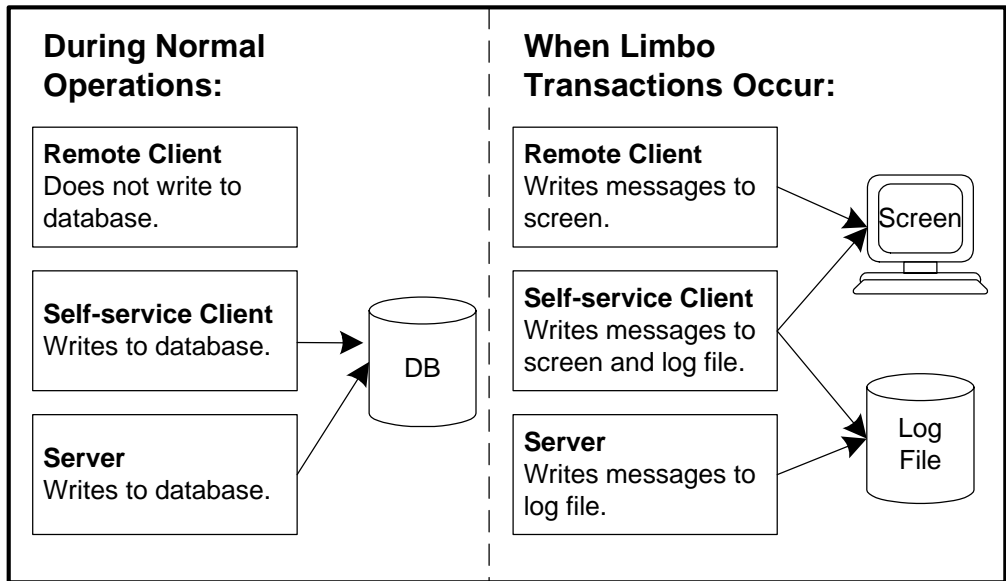 During Normal
Operations:
Remote Client
Does not write to
database.
Self-service Client
Writes to database.
Server
Writes to database.
DB
When Limbo
Transactions Occur:
Remote Client
Writes messages to
screen.
Self-service Client
Writes messages to
screen and log file.
Server
Writes messages to
log file.
Screen
Log
File